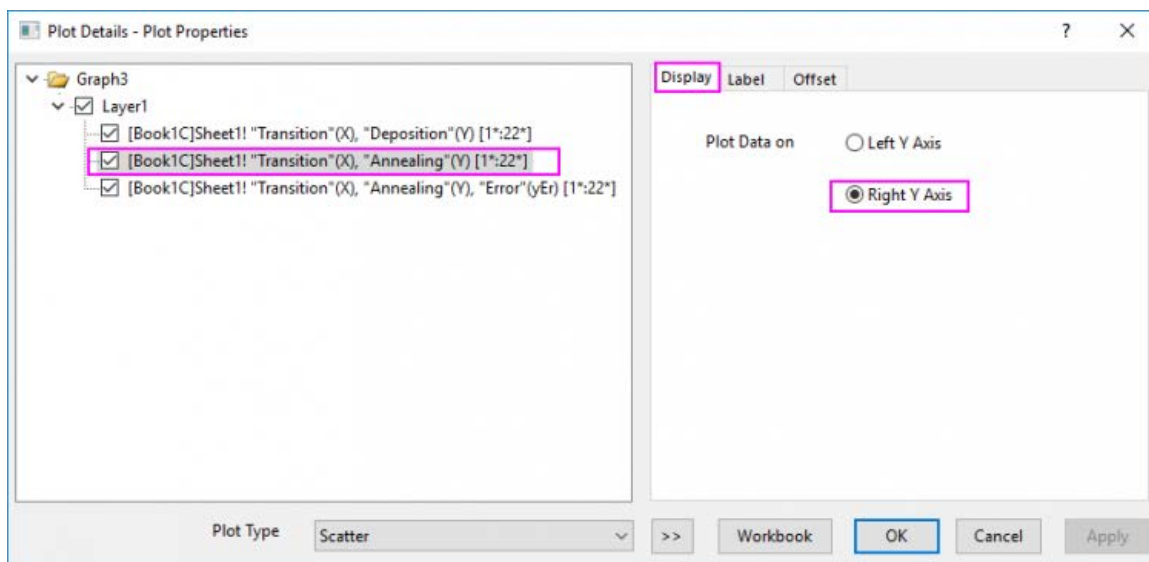 Plot Details - Plot Properties
?
Graph3
Layer1
[Book1C]Sheet1! "Transition"(X), "Deposition"(Y) [1*:22*]
[Book1C]Sheet1! "Transition"(X), "Annealing"(Y) [1*:22*]
[Book1C]Sheet1! "Transition"(X), "Annealing"(Y), "Error"(yEr) [1*:22*]
Display Label Offset
Plot Data on Left Y Axis
Right Y Axis
Plot Type Scatter >> Workbook OK Cancel Apply